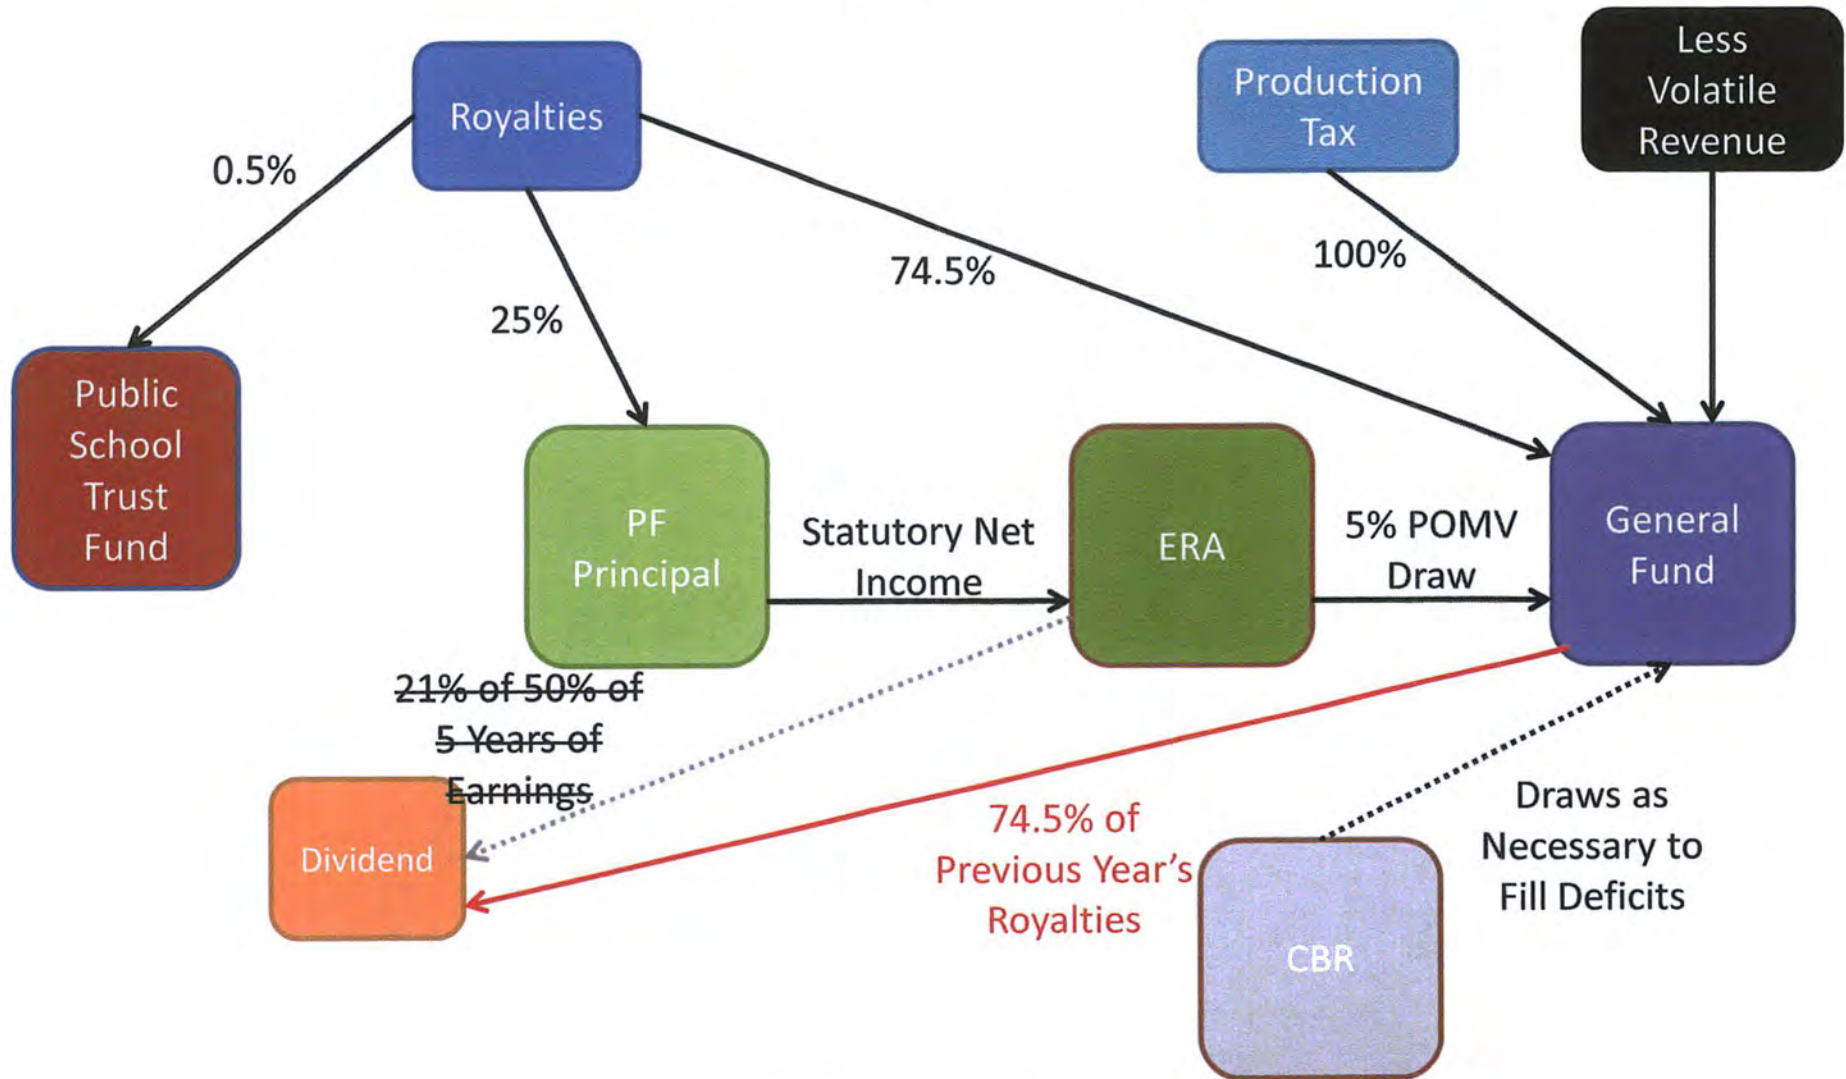 Royalties
Production
Tax
Less
Volatile
Revenue
0.5%
25%
74.5%
100%
Public
School
Trust
Fund
PF
Principal
Statutory Net
Income
ERA
5% POMV
Draw
General
Fund
21% of 50% of
5 Years of
Earnings
Dividend
74.5% of
Previous Year's
Royalties
CBR
Draws as
Necessary to
Fill Deficits